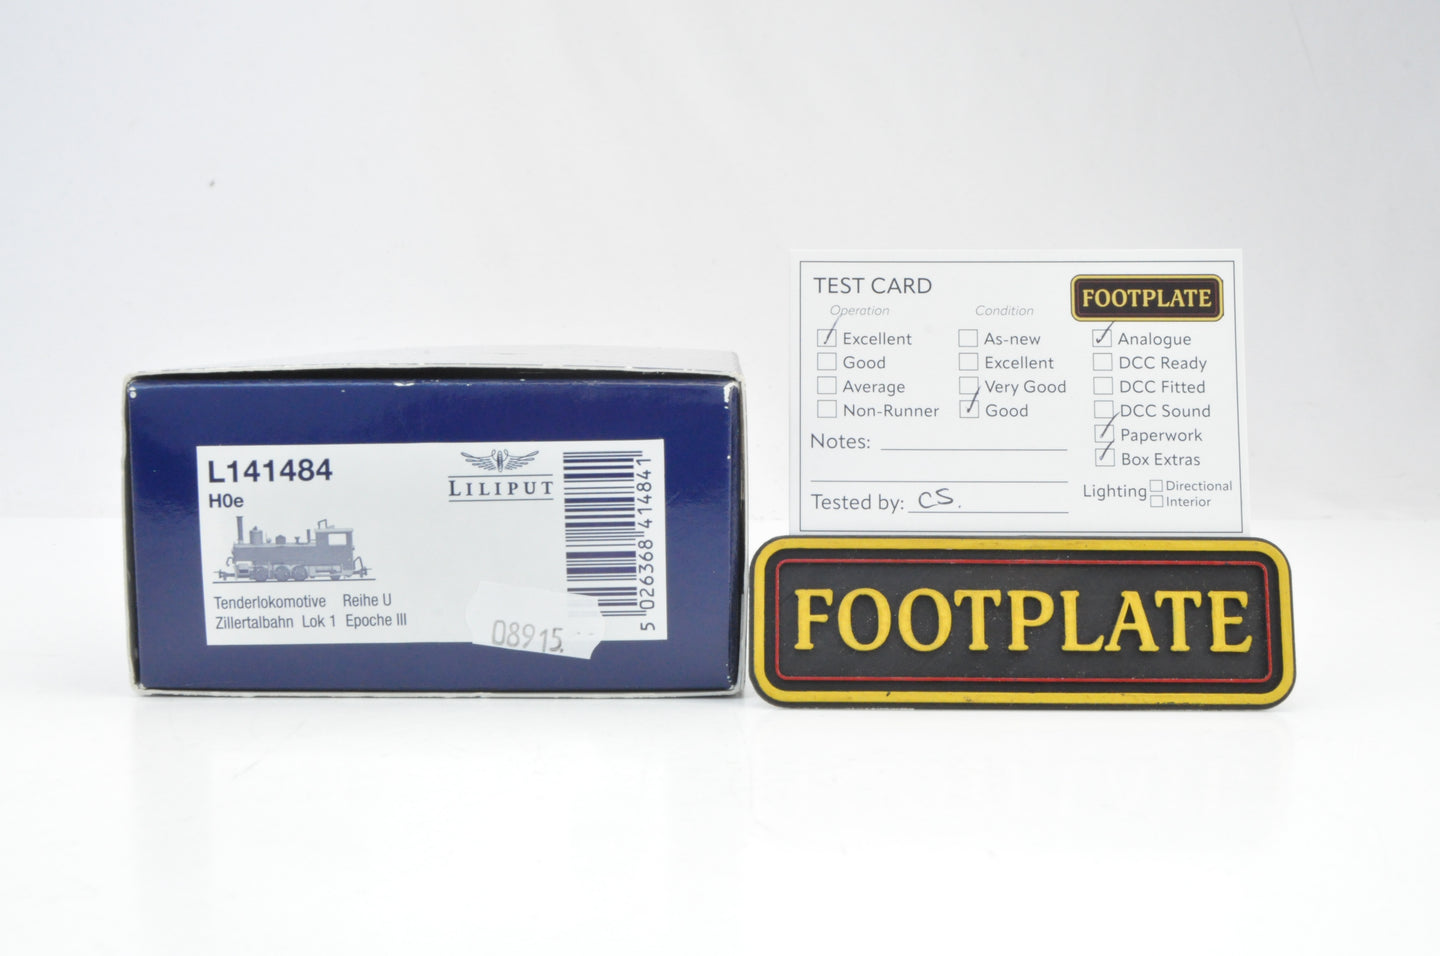 L141484
H0e
LILIPUT
Tenderlokomotive Reihe U
Zillertalbahn Lok 1 Epoche III
5 026368 414841
08915.
TEST CARD
FOOTPLATE
Operation
Excellent
Good
Average
Non-Runner
Condition
As-new
Excellent
Very Good
Good
Analogue
DCC Ready
DCC Fitted
DCC Sound
Paperwork
Box Extras
Notes:
Lighting
Directional
Interior
Tested by: CS.
FOOTPLATE